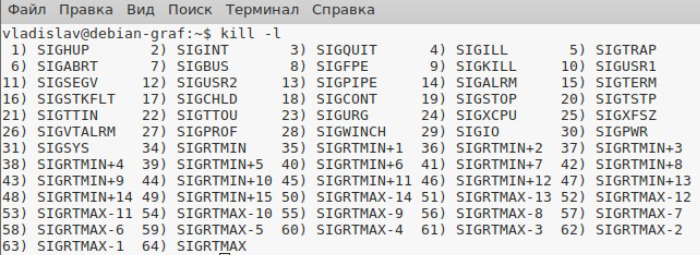 Файл Правка Вид Поиск Терминал Справка
vladislav@debian-graf:~$ kill -l
 1) SIGHUP 2) SIGINT 3) SIGQUIT 4) SIGILL 5) SIGTRAP
 6) SIGABRT 7) SIGBUS 8) SIGFPE 9) SIGKILL 10) SIGUSR1
11) SIGSEGV 12) SIGUSR2 13) SIGPIPE 14) SIGALRM 15) SIGTERM
16) SIGSTKFLT 17) SIGCHLD 18) SIGCONT 19) SIGSTOP 20) SIGTSTP
21) SIGTTIN 22) SIGTTOU 23) SIGURG 24) SIGXCPU 25) SIGXFSZ
26) SIGVTALRM 27) SIGPROF 28) SIGWINCH 29) SIGIO 30) SIGPWR
31) SIGSYS 34) SIGRTMIN 35) SIGRTMIN+1 36) SIGRTMIN+2 37) SIGRTMIN+3
38) SIGRTMIN+4 39) SIGRTMIN+5 40) SIGRTMIN+6 41) SIGRTMIN+7 42) SIGRTMIN+8
43) SIGRTMIN+9 44) SIGRTMIN+10 45) SIGRTMIN+11 46) SIGRTMIN+12 47) SIGRTMIN+13
48) SIGRTMIN+14 49) SIGRTMIN+15 50) SIGRTMAX-14 51) SIGRTMAX-13 52) SIGRTMAX-12
53) SIGRTMAX-11 54) SIGRTMAX-10 55) SIGRTMAX-9 56) SIGRTMAX-8 57) SIGRTMAX-7
58) SIGRTMAX-6 59) SIGRTMAX-5 60) SIGRTMAX-4 61) SIGRTMAX-3 62) SIGRTMAX-2
63) SIGRTMAX-1 64) SIGRTMAX